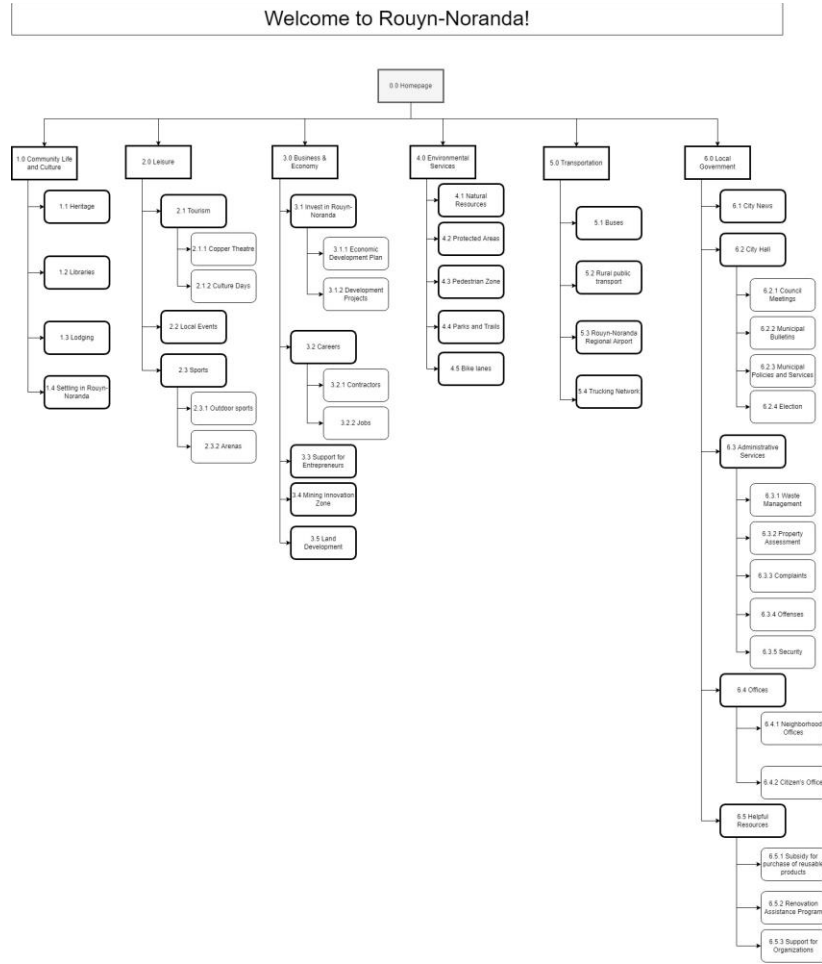 Welcome to Rouyn-Noranda!
0.0 Homepage
1.0 Community Life
and Culture
1.1 Heritage
1.2 Libraries
1.3 Lodging
1.4 Settling in Rouyn-
Noranda
2.0 Leisure
2.1 Tourism
2.1.1 Copper Theatre
2.1.2 Culture Days
2.2 Local Events
2.3 Sports
2.3.1 Outdoor sports
2.3.2 Arenas
3.0 Business &
Economy
3.1 Invest in Rouyn-
Noranda
3.1.1 Economic
Development Plan
3.1.2 Development
Projects
3.2 Careers
3.2.1 Contractors
3.2.2 Jobs
3.3 Support for
Entrepreneurs
3.4 Mining Innovation
Zone
3.5 Land
Development
4.0 Environmental
Services
4.1 Natural
Resources
4.2 Protected Areas
4.3 Pedestrian Zone
4.4 Parks and Trails
4.5 Bike lanes
5.0 Transportation
5.1 Buses
5.2 Rural public
transport
5.3 Rouyn-Noranda
Regional Airport
5.4 Trucking Network
6.0 Local
Government
6.1 City News
6.2 City Hall
6.2.1 Council
Meetings
6.2.2 Municipal
Bulletins
6.2.3 Municipal
Policies and Services
6.2.4 Election
6.3 Administrative
Services
6.3.1 Waste
Management
6.3.2 Property
Assessment
6.3.3 Complaints
6.3.4 Offenses
6.3.5 Security
6.4 Offices
6.4.1 Neighborhood
Offices
6.4.2 Citizen's Office
6.5 Helpful
Resources
6.5.1 Subsidy for
purchase of reusable
products
6.5.2 Renovation
Assistance Program
6.5.3 Support for
Organizations